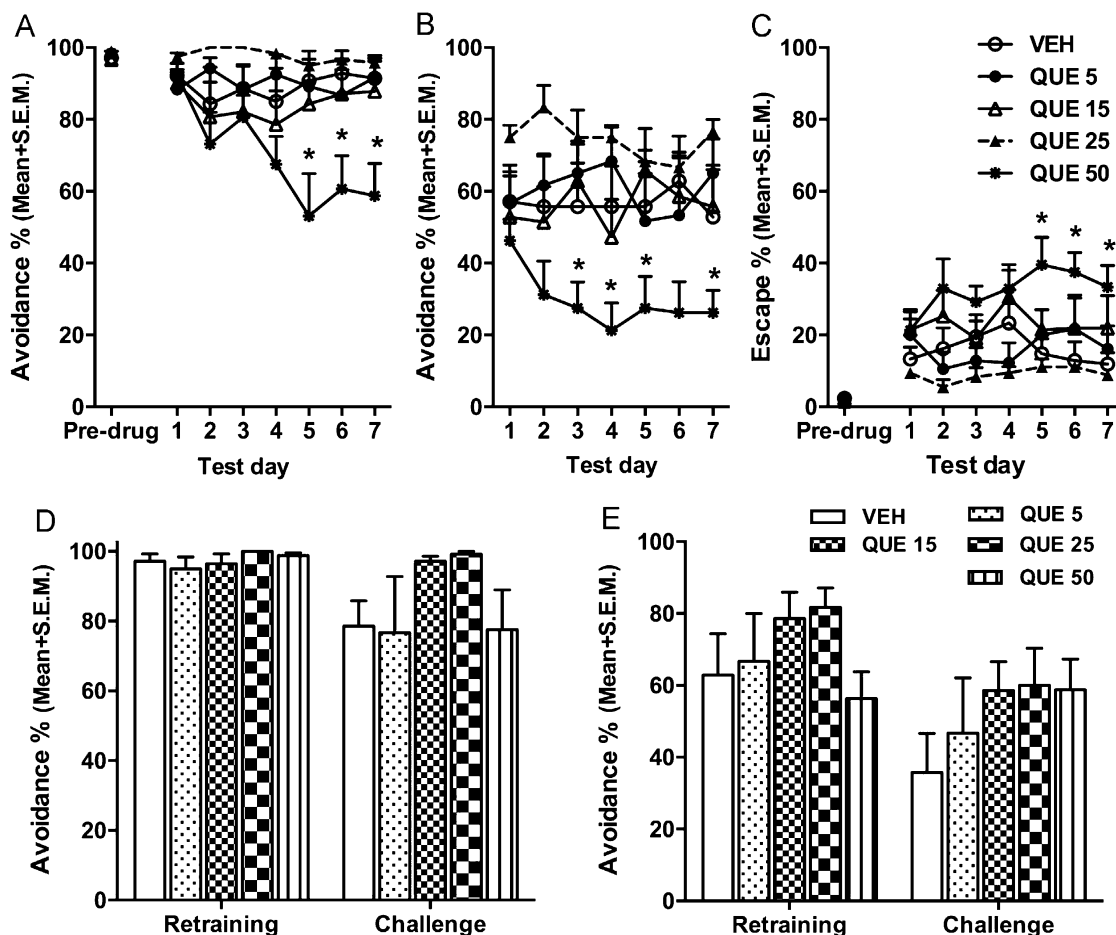 A
Avoidance % (Mean+S.E.M.)
100
80
60
40
20
0
* * *
Pre-drug 1 2 3 4 5 6 7
Test day
B
Avoidance % (Mean+S.E.M.)
100
80
60
40
20
0
* * * *
1 2 3 4 5 6 7
Test day
C
Escape % (Mean+S.E.M.)
100
80
60
40
20
0
VEH
QUE 5
QUE 15
QUE 25
QUE 50
* * *
Pre-drug 1 2 3 4 5 6 7
Test day
D
Avoidance % (Mean+S.E.M.)
100
80
60
40
20
0
Retraining Challenge
E
Avoidance % (Mean+S.E.M.)
100
80
60
40
20
0
VEH QUE 5
QUE 15 QUE 25
QUE 50
Retraining Challenge